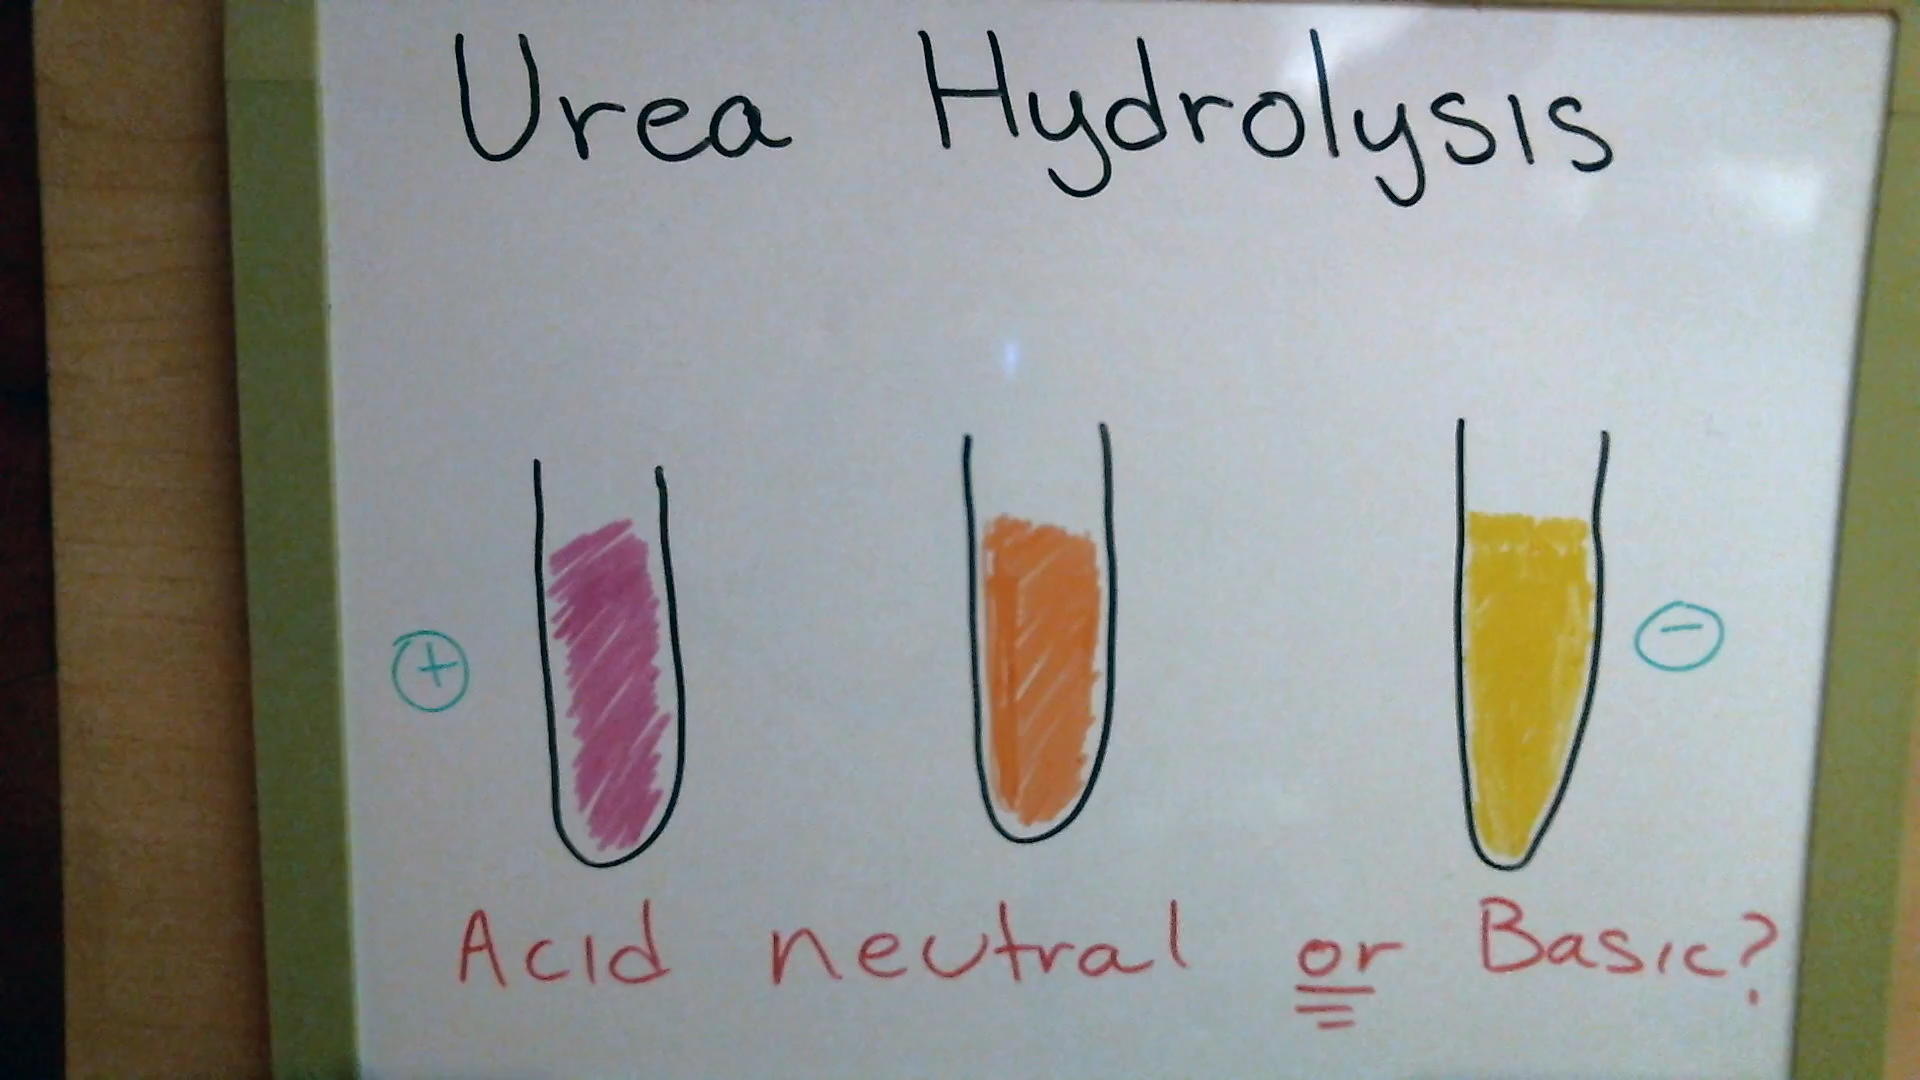 Urea Hydrolysis
+ -
Acid neutral or Basic?